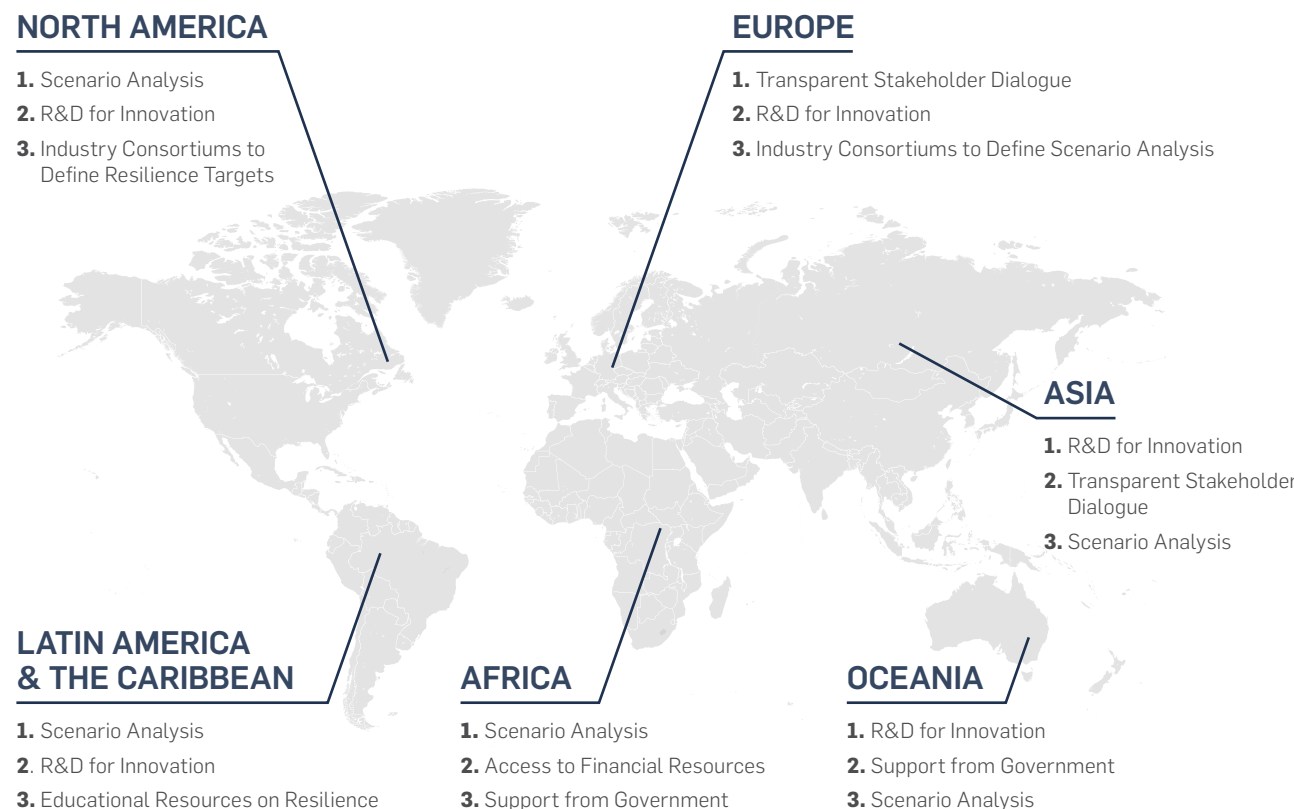 NORTH AMERICA
1. Scenario Analysis
2. R&D for Innovation
3. Industry Consortiums to
Define Resilience Targets
EUROPE
1. Transparent Stakeholder Dialogue
2. R&D for Innovation
3. Industry Consortiums to Define Scenario Analysis
ASIA
1. R&D for Innovation
2. Transparent Stakeholder
Dialogue
3. Scenario Analysis
LATIN AMERICA
& THE CARIBBEAN
1. Scenario Analysis
2. R&D for Innovation
3. Educational Resources on Resilience
AFRICA
1. Scenario Analysis
2. Access to Financial Resources
3. Support from Government
OCEANIA
1. R&D for Innovation
2. Support from Government
3. Scenario Analysis